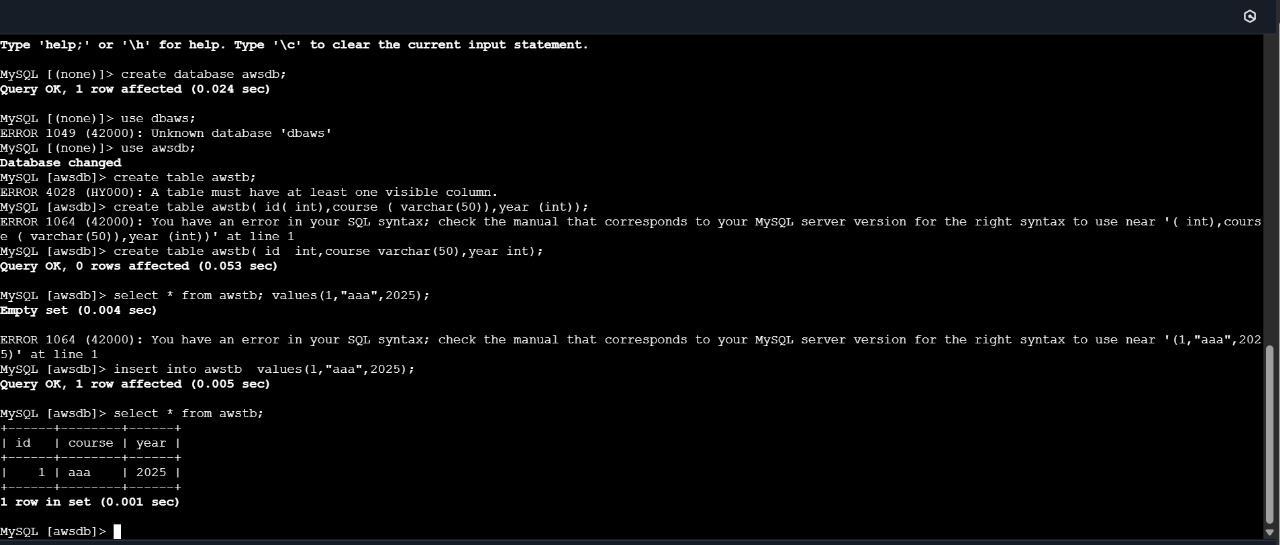 Type 'help;' or '\h' for help. Type '\c' to clear the current input statement.
MySQL [(none)]> create database awsdb;
Query OK, 1 row affected (0.024 sec)
MySQL [(none)]> use dbaws;
ERROR 1049 (42000): Unknown database 'dbaws'
MySQL [(none)]> use awsdb;
Database changed
MySQL [awsdb]> create table awstb;
ERROR 4028 (HY000): A table must have at least one visible column.
MySQL [awsdb]> create table awstb( id( int),course ( varchar(50)),year (int));
ERROR 1064 (42000): You have an error in your SQL syntax; check the manual that corresponds to your MySQL server version for the right syntax to use near '( int),cours
e ( varchar(50)),year (int))' at line 1
MySQL [awsdb]> create table awstb( id  int,course varchar(50),year int);
Query OK, 0 rows affected (0.053 sec)
MySQL [awsdb]> select * from awstb; values(1,"aaa",2025);
Empty set (0.004 sec)
ERROR 1064 (42000): You have an error in your SQL syntax; check the manual that corresponds to your MySQL server version for the right syntax to use near '(1,"aaa",202
5)' at line 1
MySQL [awsdb]> insert into awstb  values(1,"aaa",2025);
Query OK, 1 row affected (0.005 sec)
MySQL [awsdb]> select * from awstb;
+------+--------+------+
| id   | course | year |
+------+--------+------+
|    1 | aaa    | 2025 |
+------+--------+------+
1 row in set (0.001 sec)
MySQL [awsdb]>